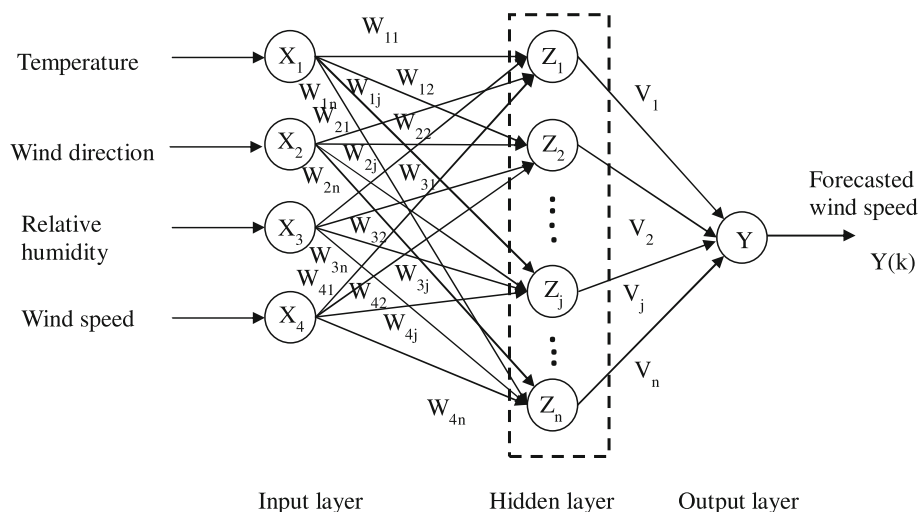 Temperature
Wind direction
Relative
humidity
Wind speed
X1
X2
X3
X4
W11
W12
W1j
W1n
W21
W22
W2j
W2n
W31
W32
W3n
W3j
W41
W42
W4j
W4n
Z1
Z2
Zj
Zn
V1
V2
Vj
Vn
Y
Forecasted
wind speed
Y(k)
Input layer
Hidden layer
Output layer